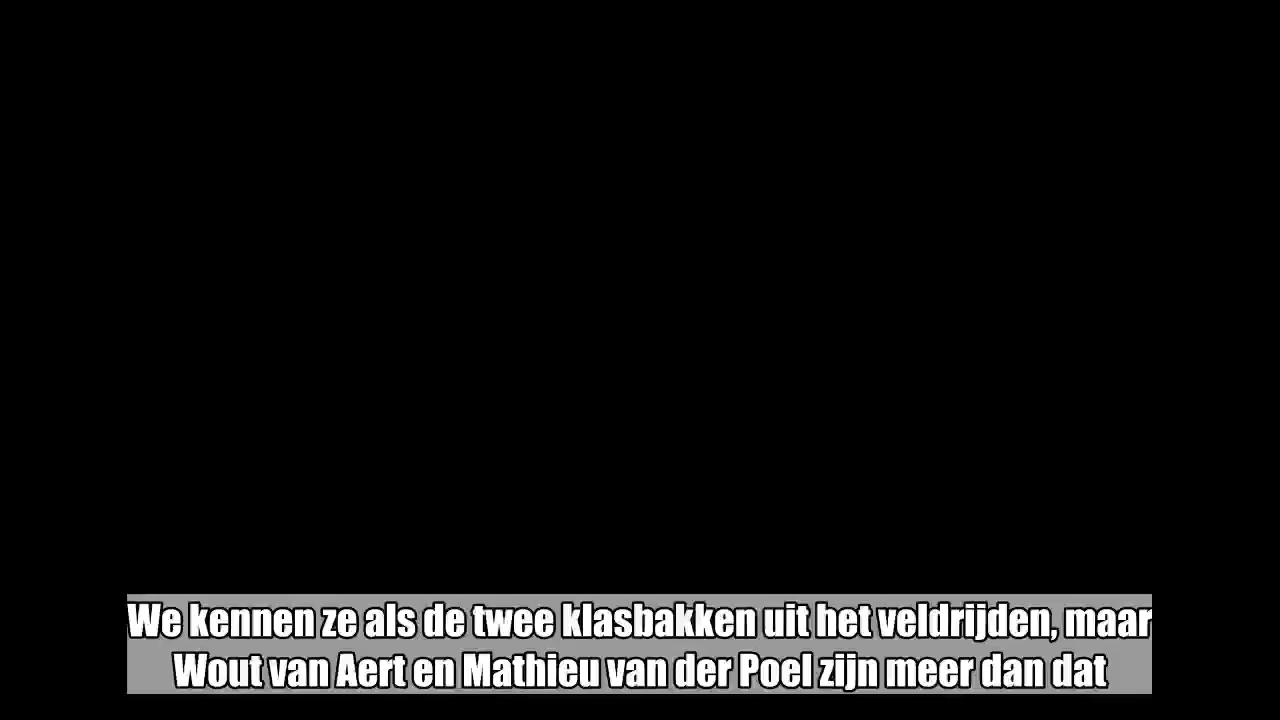 We kennen ze als de twee klasbakken uit het veldrijden, maar
Wout van Aert en Mathieu van der Poel zijn meer dan dat